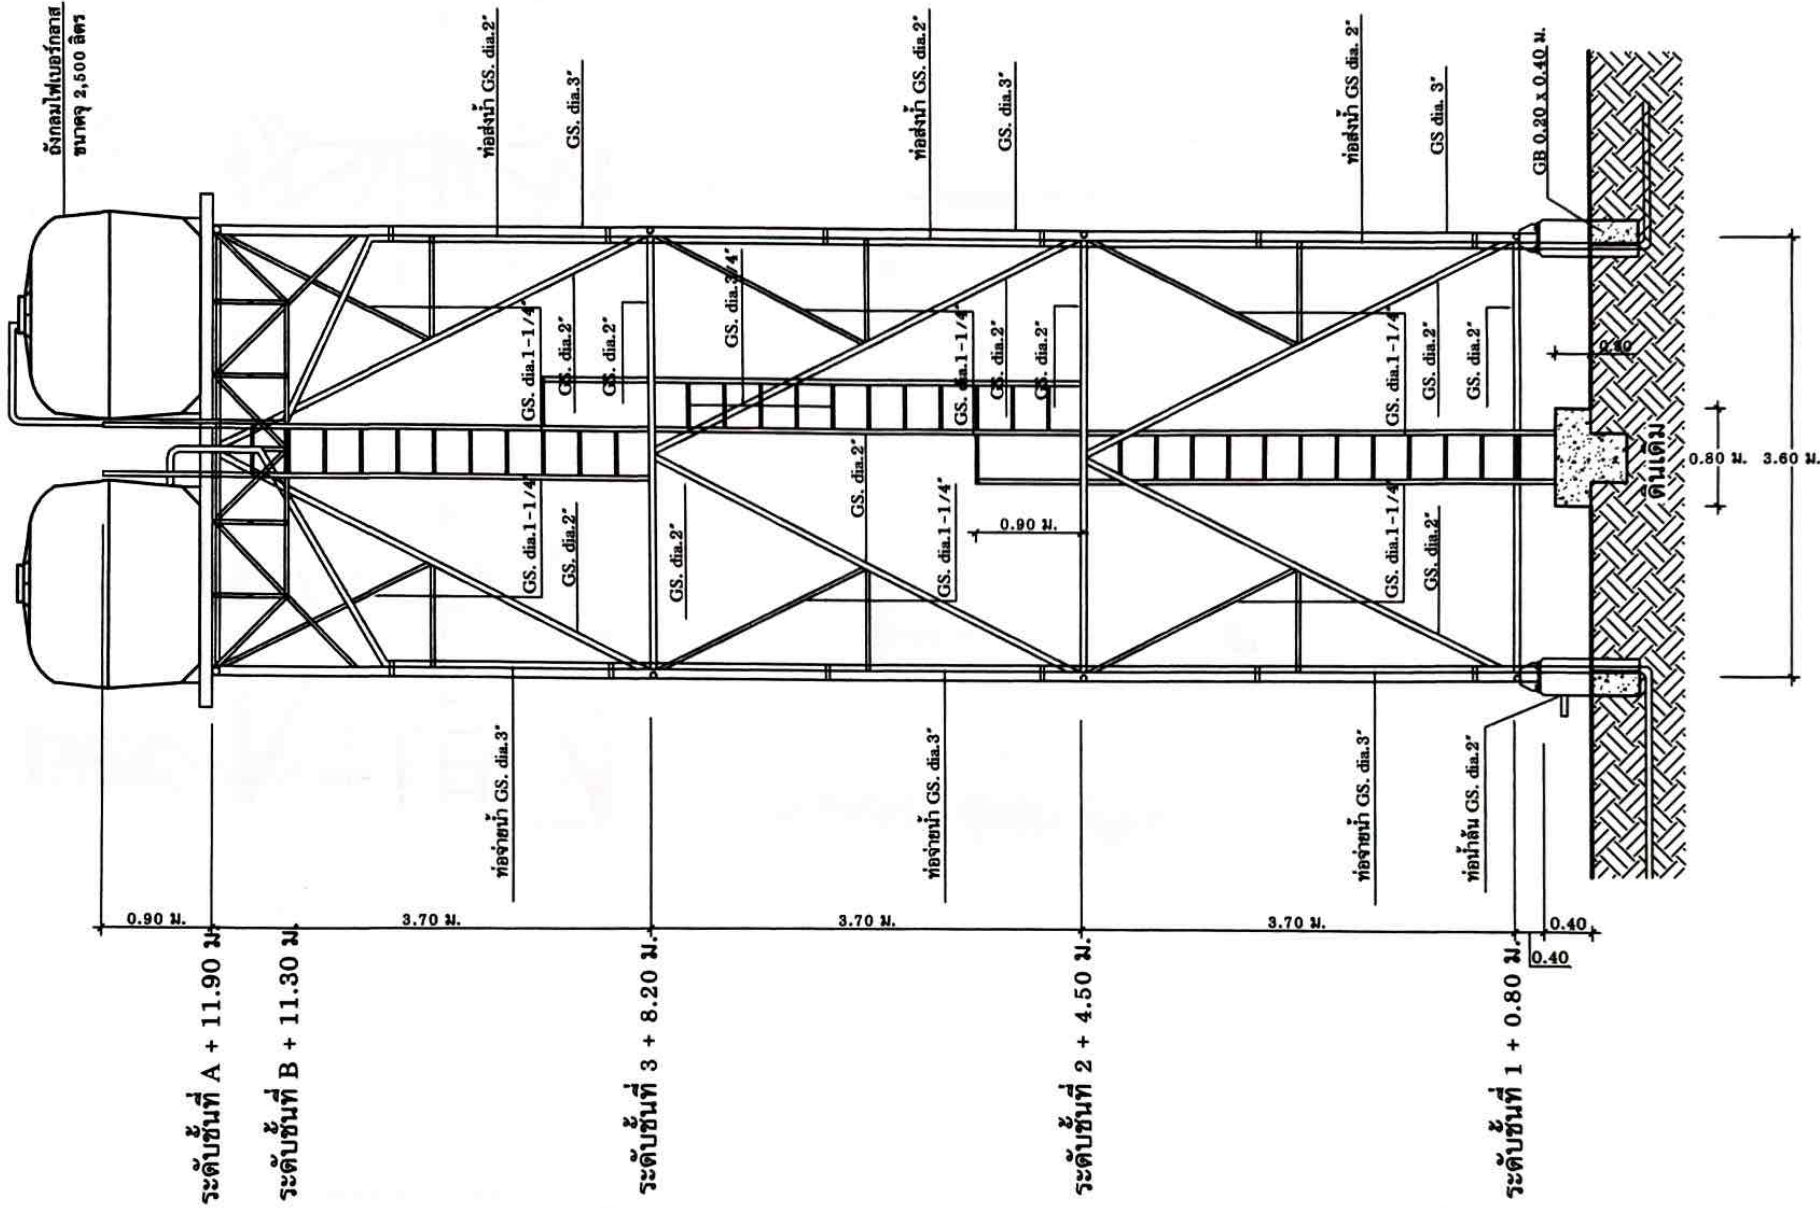 ถังกลมไฟเบอร์กลาส
ขนาดจุ 2,500 ลิตร
ท่อส่งน้ำ GS. dia.2"
GS. dia.3"
ท่อส่งน้ำ GS. dia.2"
GS. dia.3"
ท่อส่งน้ำ GS dia. 2"
GS dia. 3"
GB 0.20 x 0.40 ม.
GS. dia.1-1/4"
GS. dia.2"
GS. dia.2"
GS. dia.3/4"
GS. dia.1-1/4"
GS. dia.2"
GS. dia.2"
GS. dia.1-1/4"
GS. dia.2"
GS. dia.2"
0.80 ม.
3.60 ม.
ดินเดิม
GS. dia.1-1/4"
GS. dia.2"
GS. dia.2"
GS. dia.2"
GS. dia.1-1/4"
0.90 ม.
GS. dia.1-1/4"
GS. dia.2"
ท่อจ่ายน้ำ GS. dia.3"
ท่อจ่ายน้ำ GS. dia.3"
ท่อจ่ายน้ำ GS. dia.3"
ท่อน้ำล้น GS. dia.2"
0.90 ม.
3.70 ม.
3.70 ม.
3.70 ม.
0.40
0.40
ระดับชั้นที่ A + 11.90 ม.
ระดับชั้นที่ B + 11.30 ม.
ระดับชั้นที่ 3 + 8.20 ม.
ระดับชั้นที่ 2 + 4.50 ม.
ระดับชั้นที่ 1 + 0.80 ม.